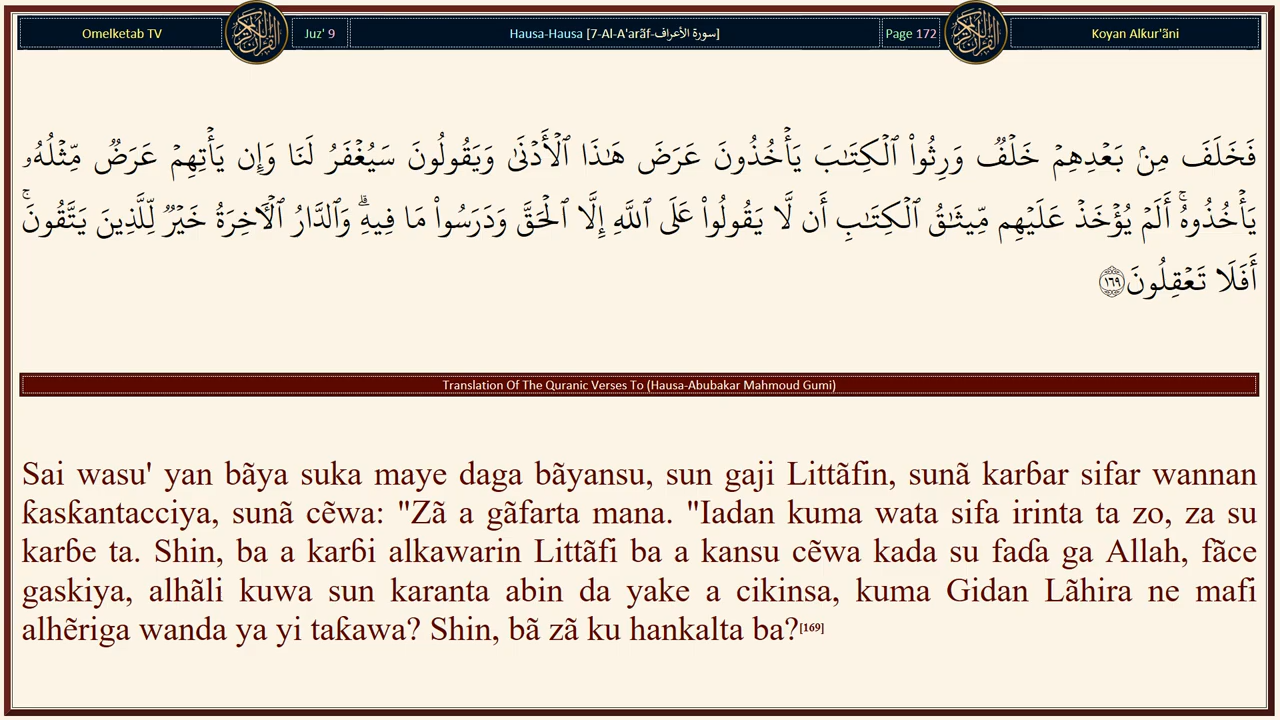 Omelketab TV
Juz' 9
Hausa-Hausa [7-Al-A'arãf-سورة الأعراف]
Page 172
Koyan Alƙur'ãni
فَخَلَفَ مِنۢ بَعۡدِهِمۡ خَلۡفٞ وَرِثُواْ ٱلۡكِتَٰبَ يَأۡخُذُونَ عَرَضَ هَٰذَا ٱلۡأَدۡنَىٰ وَيَقُولُونَ سَيُغۡفَرُ لَنَا وَإِن يَأۡتِهِمۡ عَرَضٞ مِّثۡلُهُۥ
يَأۡخُذُوهُۚ أَلَمۡ يُؤۡخَذۡ عَلَيۡهِم مِّيثَٰقُ ٱلۡكِتَٰبِ أَن لَّا يَقُولُواْ عَلَى ٱللَّهِ إِلَّا ٱلۡحَقَّ وَدَرَسُواْ مَا فِيهِۗ وَٱلدَّارُ ٱلۡأٓخِرَةُ خَيۡرٞ لِّلَّذِينَ يَتَّقُونَۚ
أَفَلَا تَعۡقِلُونَ ١٦٩
Translation Of The Quranic Verses To (Hausa-Abubakar Mahmoud Gumi)
Sai wasu' yan bãya suka maye daga bãyansu, sun gaji Littãfin, sunã karɓar sifar wannan
ƙasƙantacciya, sunã cẽwa: "Zã a gãfarta mana. "Iadan kuma wata sifa irinta ta zo, za su
karɓe ta. Shin, ba a karɓi alkawarin Littãfi ba a kansu cẽwa kada su faɗa ga Allah, fãce
gaskiya, alhãli kuwa sun karanta abin da yake a cikinsa, kuma Gidan Lãhira ne mafi
alhẽriga wanda ya yi taƙawa? Shin, bã zã ku hankalta ba?[169]